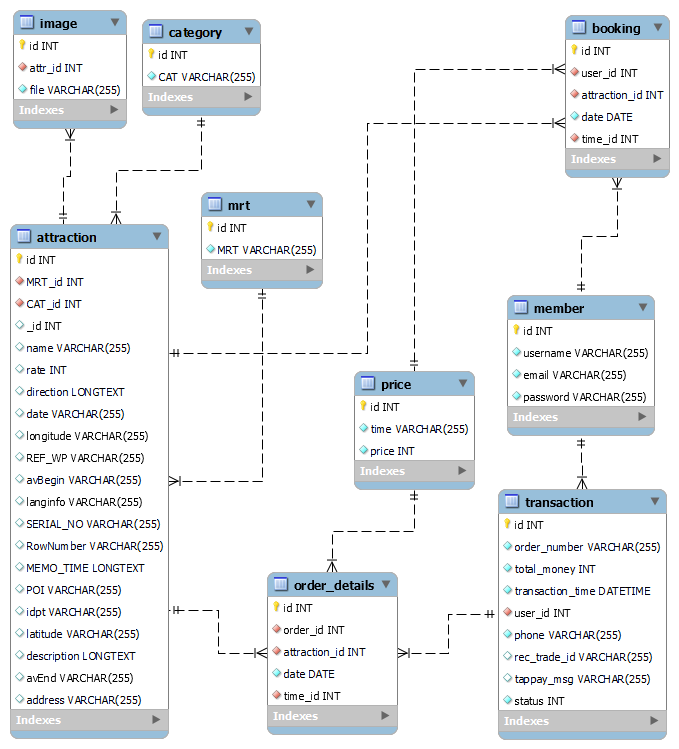 image
id INT
attr_id INT
file VARCHAR(255)
Indexes
category
id INT
CAT VARCHAR(255)
Indexes
booking
id INT
user_id INT
attraction_id INT
date DATE
time_id INT
Indexes
mrt
id INT
MRT VARCHAR(255)
Indexes
attraction
id INT
MRT_id INT
CAT_id INT
_id INT
name VARCHAR(255)
rate INT
direction LONGTEXT
date VARCHAR(255)
longitude VARCHAR(255)
REF_WP VARCHAR(255)
avBegin VARCHAR(255)
langinfo VARCHAR(255)
SERIAL_NO VARCHAR(255)
RowNumber VARCHAR(255)
MEMO_TIME LONGTEXT
POI VARCHAR(255)
idpt VARCHAR(255)
latitude VARCHAR(255)
description LONGTEXT
avEnd VARCHAR(255)
address VARCHAR(255)
Indexes
member
id INT
username VARCHAR(255)
email VARCHAR(255)
password VARCHAR(255)
Indexes
price
id INT
time VARCHAR(255)
price INT
Indexes
transaction
id INT
order_number VARCHAR(255)
total_money INT
transaction_time DATETIME
user_id INT
phone VARCHAR(255)
rec_trade_id VARCHAR(255)
tappay_msg VARCHAR(255)
status INT
Indexes
order_details
id INT
order_id INT
attraction_id INT
date DATE
time_id INT
Indexes